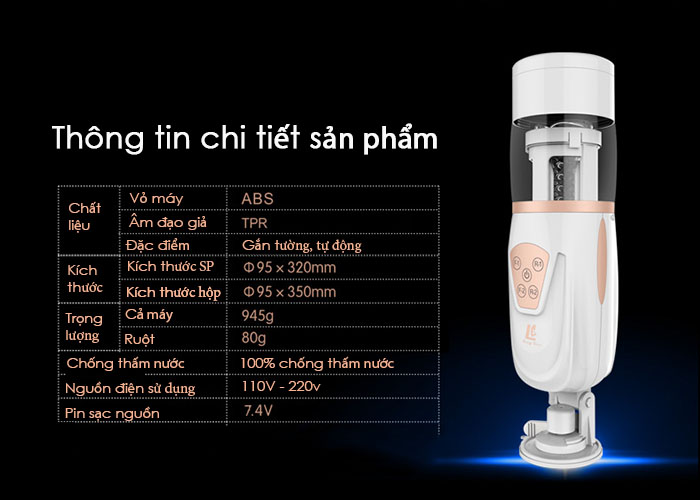 Thông tin chi tiết sản phẩm
Chất liệu
Vỏ máy ABS
Âm đạo giả TPR
Đặc điểm Gắn tường, tự động
Kích thước
Kích thước SP Φ95 × 320mm
Kích thước hộp Φ95 × 350mm
Trọng lượng
Cả máy 945g
Ruột 80g
Chống thấm nước 100% chống thấm nước
Nguồn điện sử dụng 110V - 220v
Pin sạc nguồn 7.4V